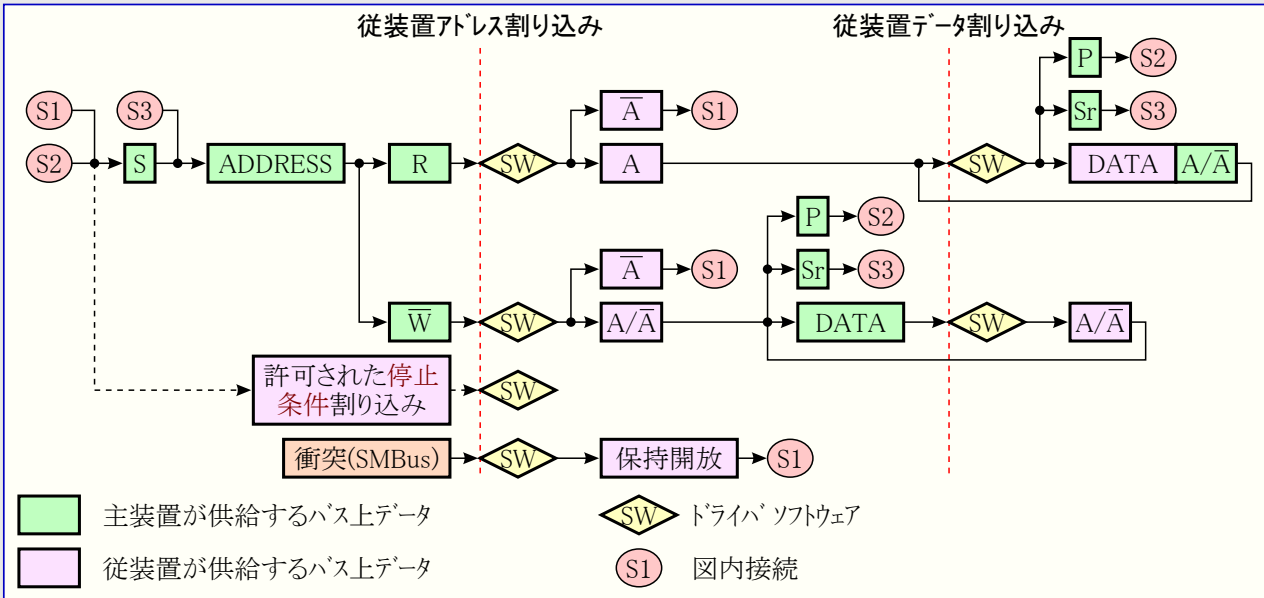 従装置アドレス割り込み
従装置データ割り込み
P
S2
S1
S3
A̅
S1
Sr
S3
S2
S
ADDRESS
R
SW
A
SW
DATA
A/A̅
P
S2
A̅
S1
Sr
S3
W̅
SW
A/A̅
DATA
SW
A/A̅
許可された停止
条件割り込み
SW
衝突(SMBus)
SW
保持開放
S1
主装置が供給するバス上データ
SW
ドライバ ソフトウェア
従装置が供給するバス上データ
S1
図内接続